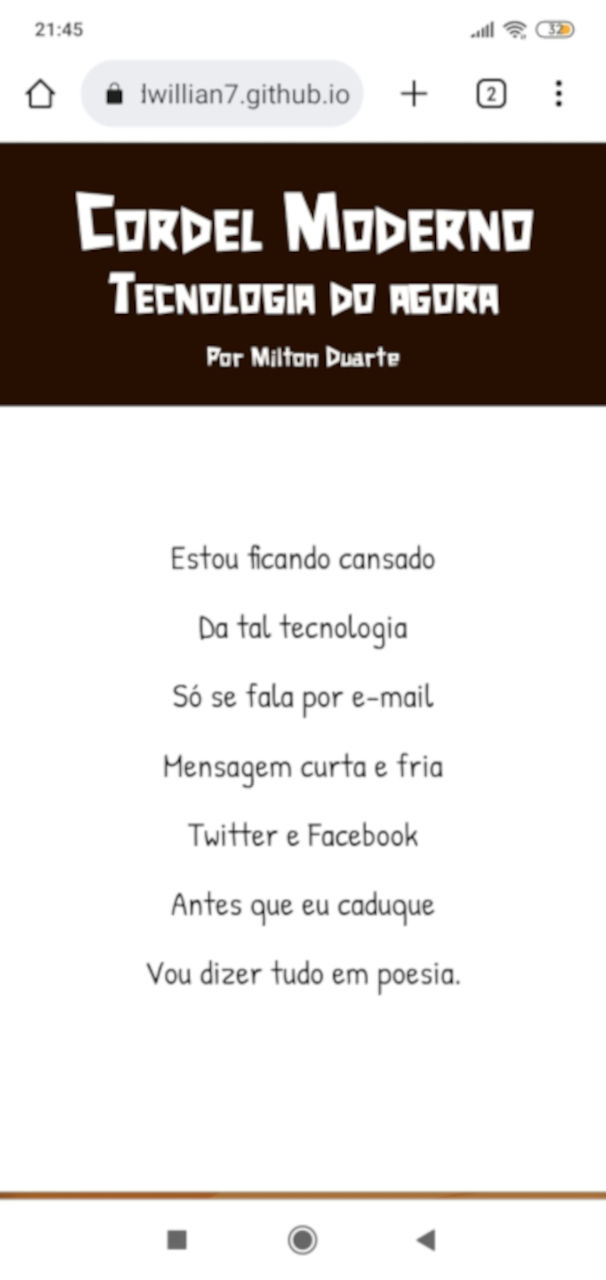 21:45
32
dwillian7.github.io
2
Cordel Moderno
Tecnologia do agora
Por Milton Duarte
Estou ficando cansado
Da tal tecnologia
Só se fala por e-mail
Mensagem curta e fria
Twitter e Facebook
Antes que eu caduque
Vou dizer tudo em poesia.